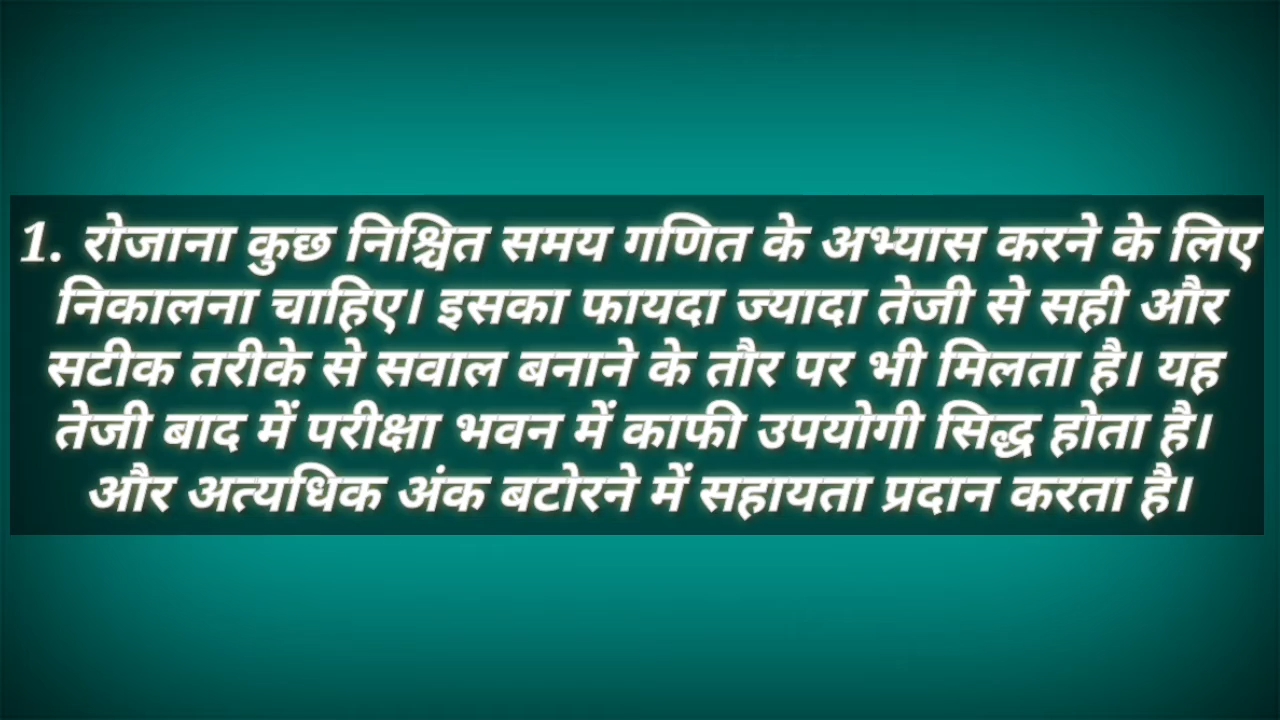 1. रोजाना कुछ निश्चित समय गणित के अभ्यास करने के लिए
निकालना चाहिए। इसका फायदा ज्यादा तेजी से सही और
सटीक तरीके से सवाल बनाने के तौर पर भी मिलता है। यह
तेजी बाद में परीक्षा भवन में काफी उपयोगी सिद्ध होता है।
और अत्यधिक अंक बटोरने में सहायता प्रदान करता है।